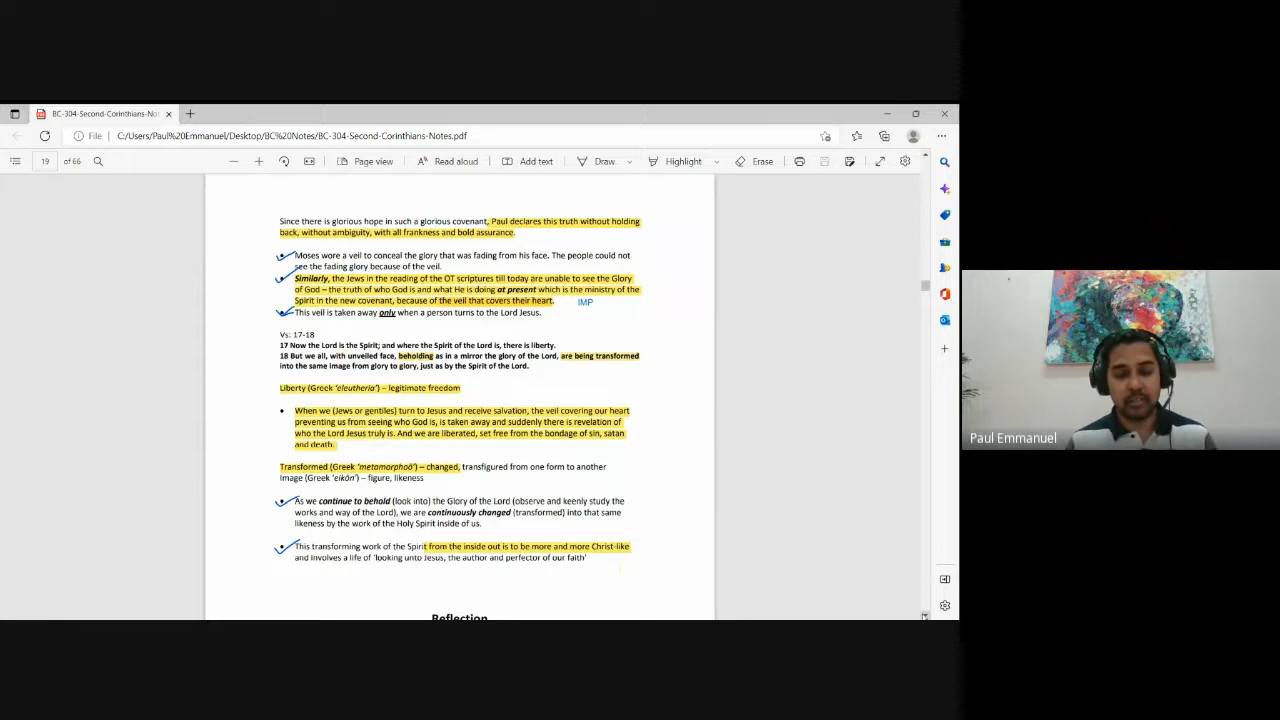 BC-304-Second-Corinthians-Not
File
C:/Users/Paul%20Emmanuel/Desktop/BC%20Notes/BC-304-Second-Corinthians-Notes.pdf
19 of 66
Page view
Read aloud
Add text
Draw
Highlight
Erase
Since there is glorious hope in such a glorious covenant, Paul declares this truth without holding
back, without ambiguity, with all frankness and bold assurance.
• Moses wore a veil to conceal the glory that was fading from his face. The people could not
see the fading glory because of the veil.
• Similarly, the Jews in the reading of the OT scriptures till today are unable to see the Glory
of God – the truth of who God is and what He is doing at present which is the ministry of the
Spirit in the new covenant, because of the veil that covers their heart.
IMP
• This veil is taken away only when a person turns to the Lord Jesus.
Vs: 17-18
17 Now the Lord is the Spirit; and where the Spirit of the Lord is, there is liberty.
18 But we all, with unveiled face, beholding as in a mirror the glory of the Lord, are being transformed
into the same image from glory to glory, just as by the Spirit of the Lord.
Liberty (Greek ‘eleutheria’) – legitimate freedom
• When we (Jews or gentiles) turn to Jesus and receive salvation, the veil covering our heart
preventing us from seeing who God is, is taken away and suddenly there is revelation of
who the Lord Jesus truly is. And we are liberated, set free from the bondage of sin, satan
and death.
Transformed (Greek ‘metamorphoō’) – changed, transfigured from one form to another
Image (Greek ‘eikōn’) – figure, likeness
• As we continue to behold (look into) the Glory of the Lord (observe and keenly study the
works and way of the Lord), we are continuously changed (transformed) into that same
likeness by the work of the Holy Spirit inside of us.
• This transforming work of the Spirit from the inside out is to be more and more Christ-like
and involves a life of ‘looking unto Jesus, the author and perfector of our faith’
Reflection
Paul Emmanuel